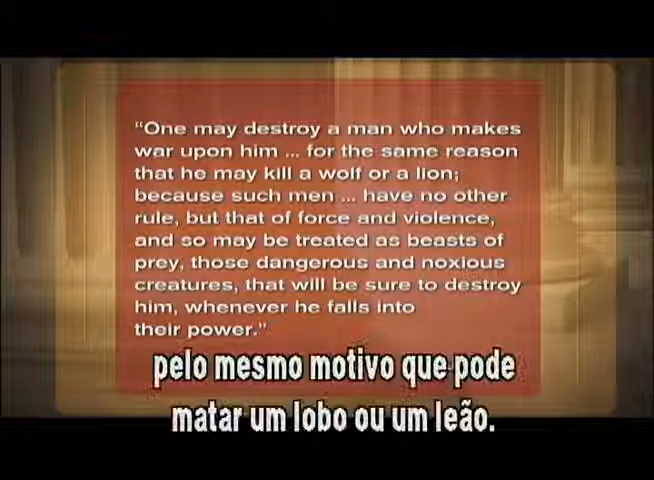 “One may destroy a man who makes
war upon him ... for the same reason
that he may kill a wolf or a lion;
because such men ... have no other
rule, but that of force and violence,
and so may be treated as beasts of
prey, those dangerous and noxious
creatures, that will be sure to destroy
him, whenever he falls into
their power.”
pelo mesmo motivo que pode
matar um lobo ou um leão.